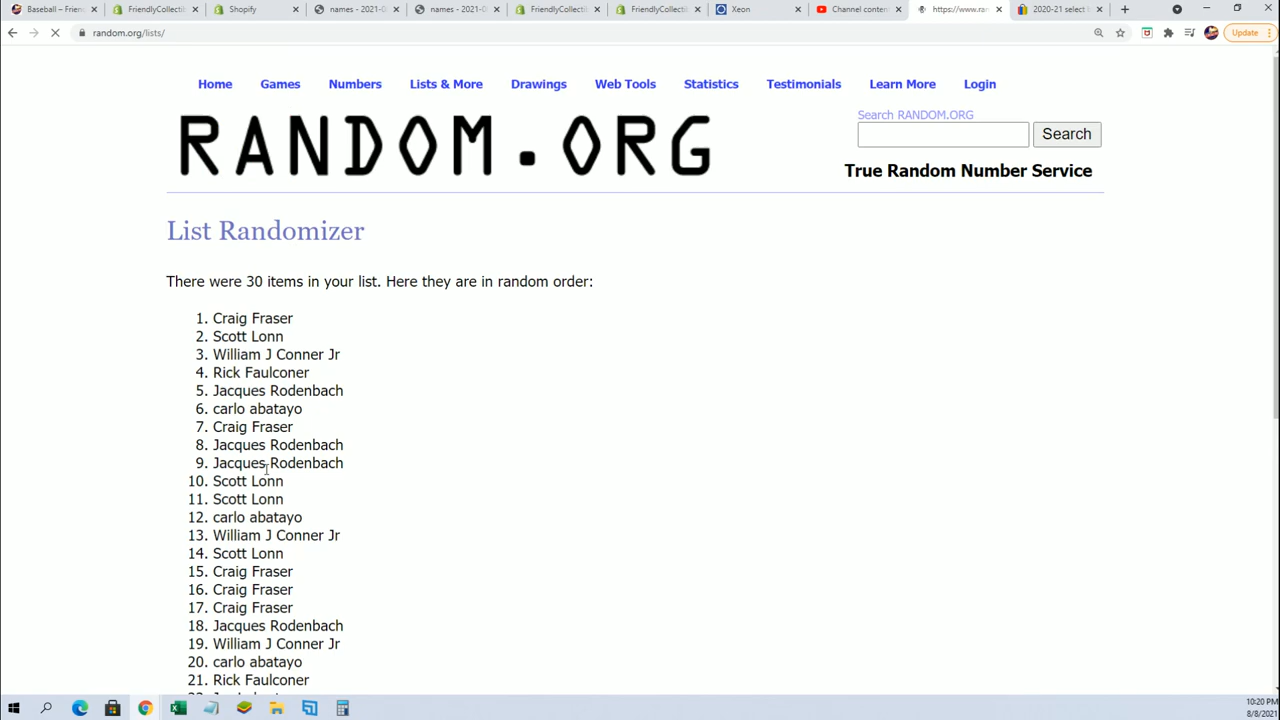 Baseball – Frien
FriendlyCollecti
Shopify
names - 2021-0
names - 2021-0
FriendlyCollecti
FriendlyCollecti
Xeon
Channel conten
https://www.ran
2020-21 select b
random.org/lists/
Update
Home Games Numbers Lists & More Drawings Web Tools Statistics Testimonials Learn More Login
RANDOM.ORG
Search RANDOM.ORG
Search
True Random Number Service
List Randomizer
There were 30 items in your list. Here they are in random order:
1. Craig Fraser
2. Scott Lonn
3. William J Conner Jr
4. Rick Faulconer
5. Jacques Rodenbach
6. carlo abatayo
7. Craig Fraser
8. Jacques Rodenbach
9. Jacques Rodenbach
10. Scott Lonn
11. Scott Lonn
12. carlo abatayo
13. William J Conner Jr
14. Scott Lonn
15. Craig Fraser
16. Craig Fraser
17. Craig Fraser
18. Jacques Rodenbach
19. William J Conner Jr
20. carlo abatayo
21. Rick Faulconer
10:20 PM
8/8/2021